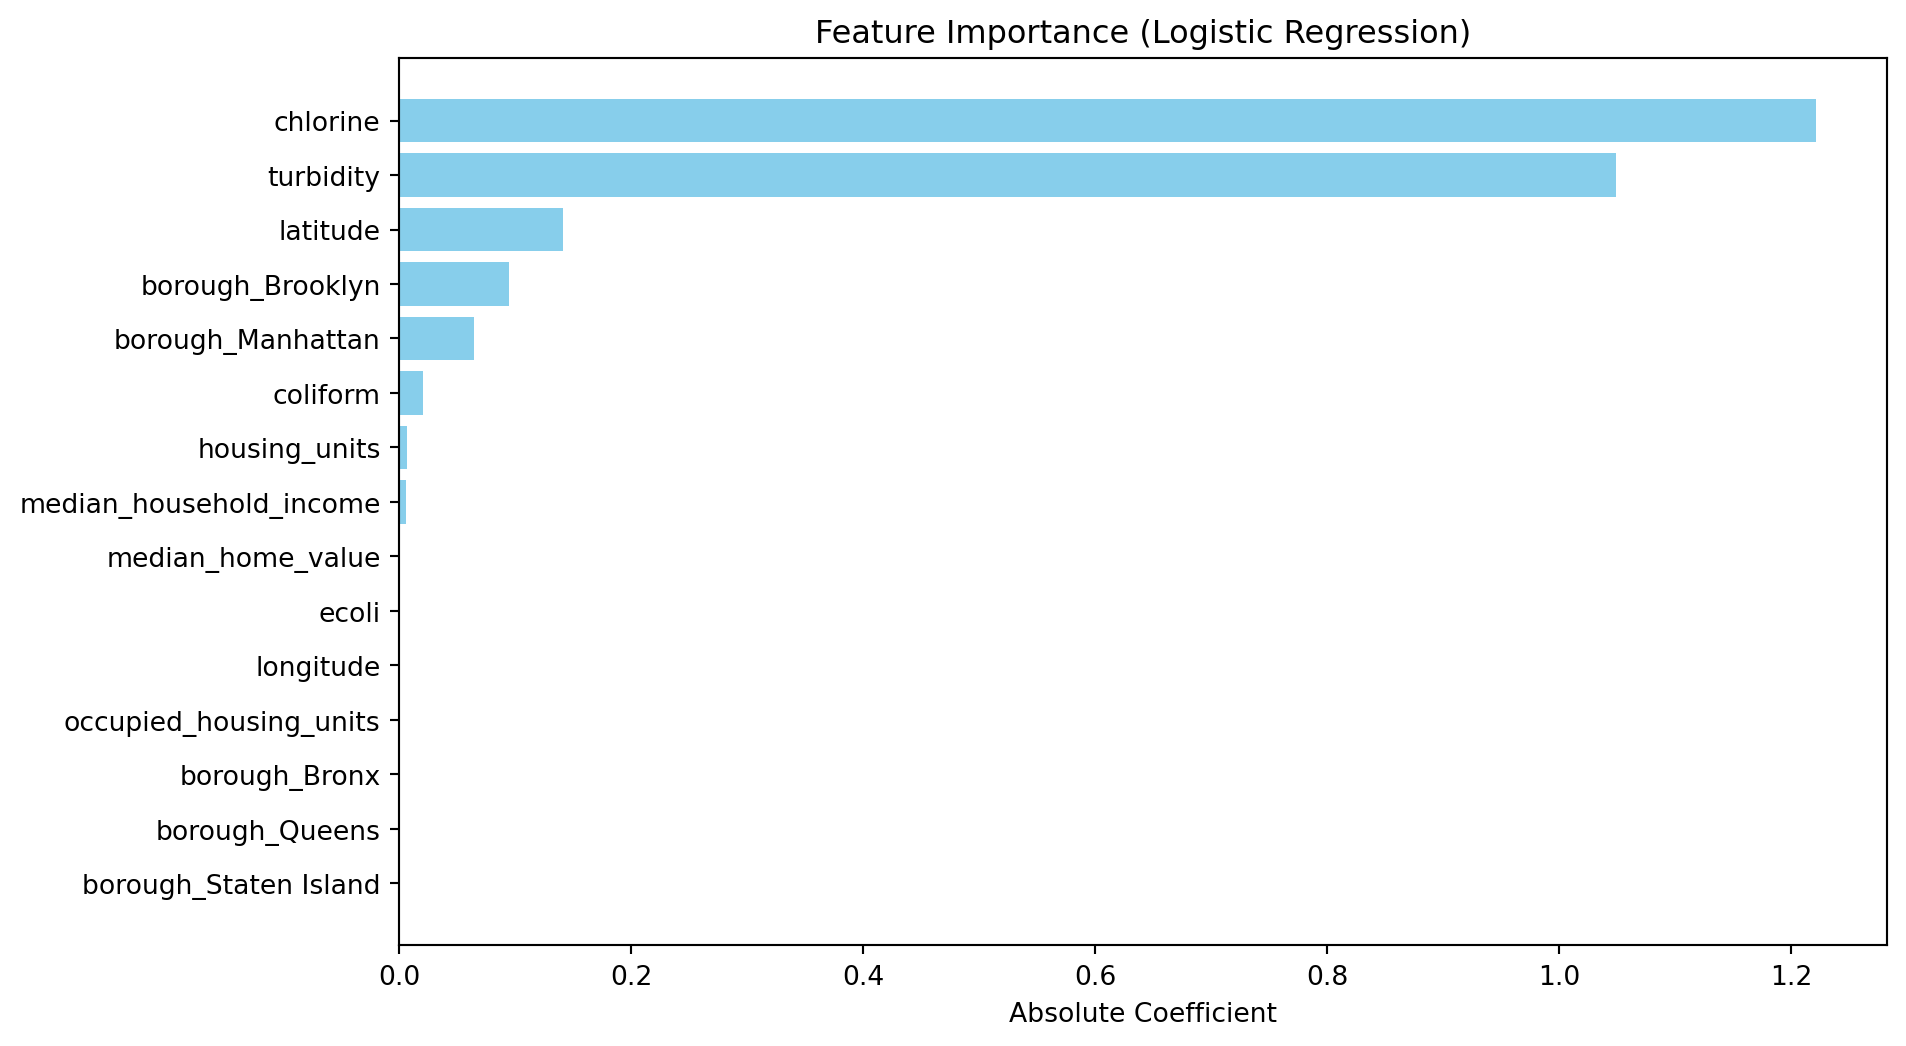 Feature Importance (Logistic Regression)
chlorine
turbidity
latitude
borough_Brooklyn
borough_Manhattan
coliform
housing_units
median_household_income
median_home_value
ecoli
longitude
occupied_housing_units
borough_Bronx
borough_Queens
borough_Staten Island
0.0 0.2 0.4 0.6 0.8 1.0 1.2
Absolute Coefficient